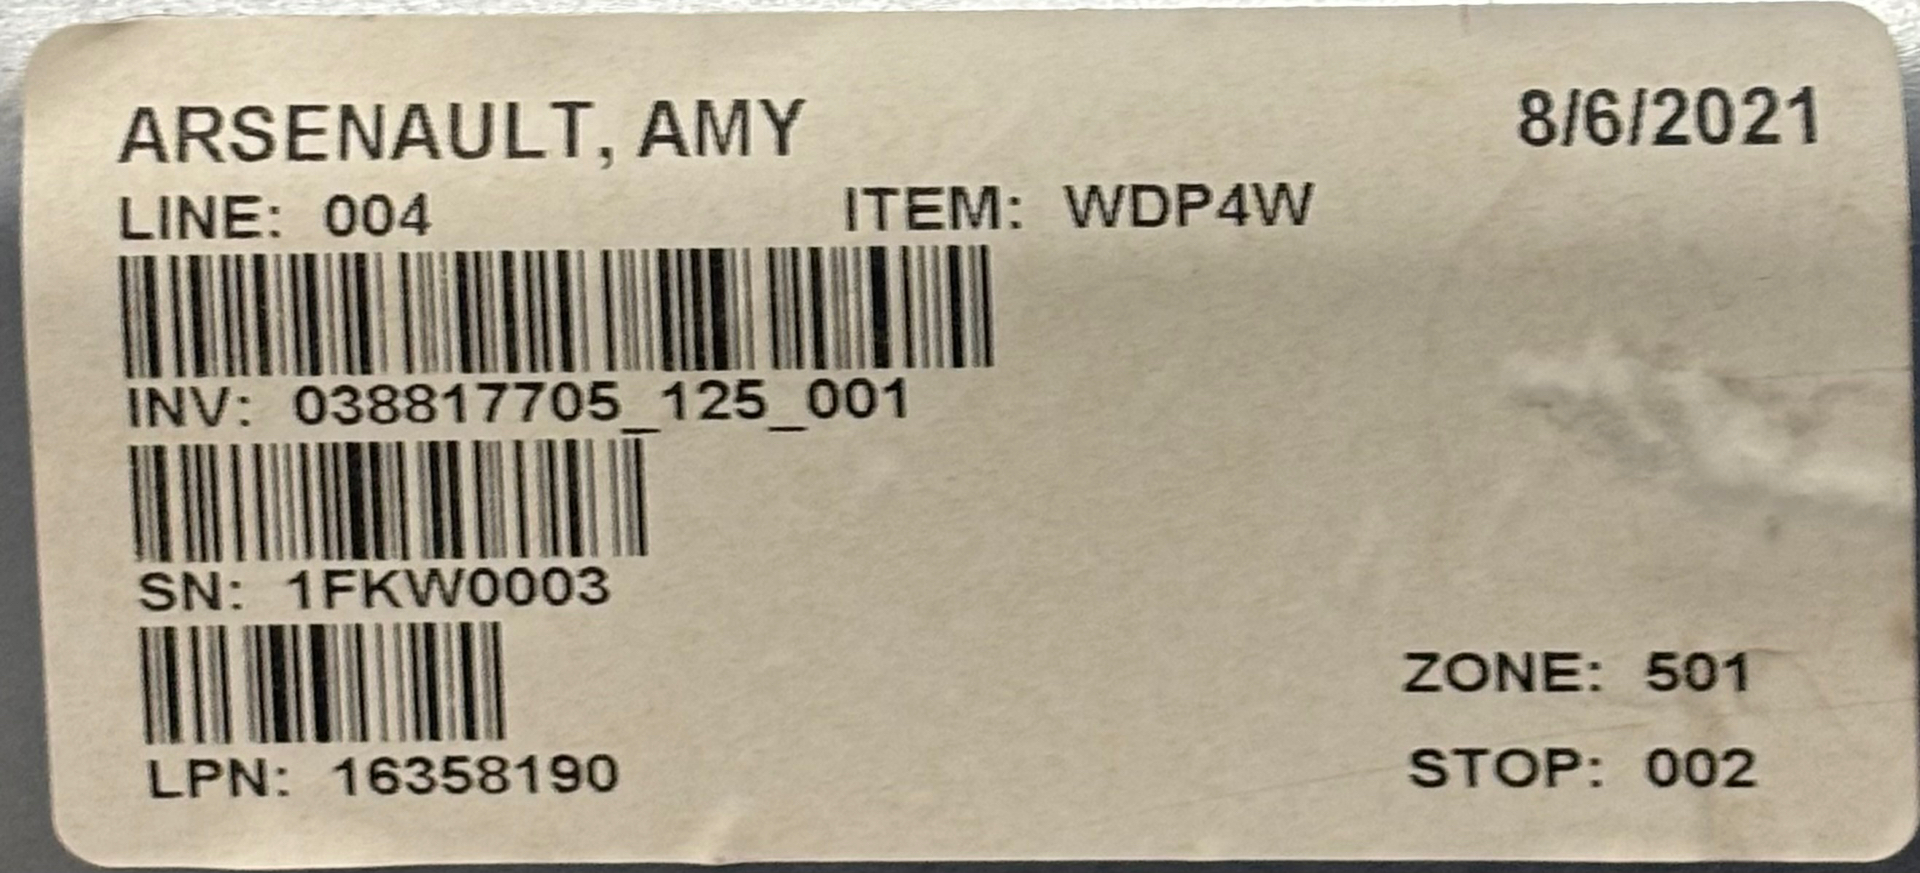 ARSENAULT, AMY 8/6/2021
LINE: 004 ITEM: WDP4W
INV: 038817705_125_001
SN: 1FKW0003
ZONE: 501
LPN: 16358190
STOP: 002